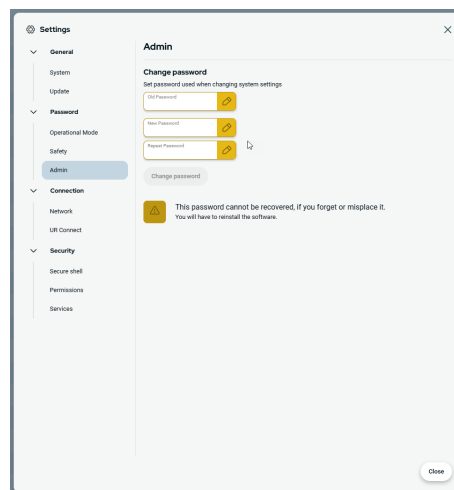 Settings
General
System
Update
Password
Operational Mode
Safety
Admin
Connection
Network
UR Connect
Security
Secure shell
Permissions
Services
Admin
Change password
Set password used when changing system settings
Old Password
New Password
Repeat Password
Change password
This password cannot be recovered, if you forget or misplace it.
You will have to reinstall the software.
Close